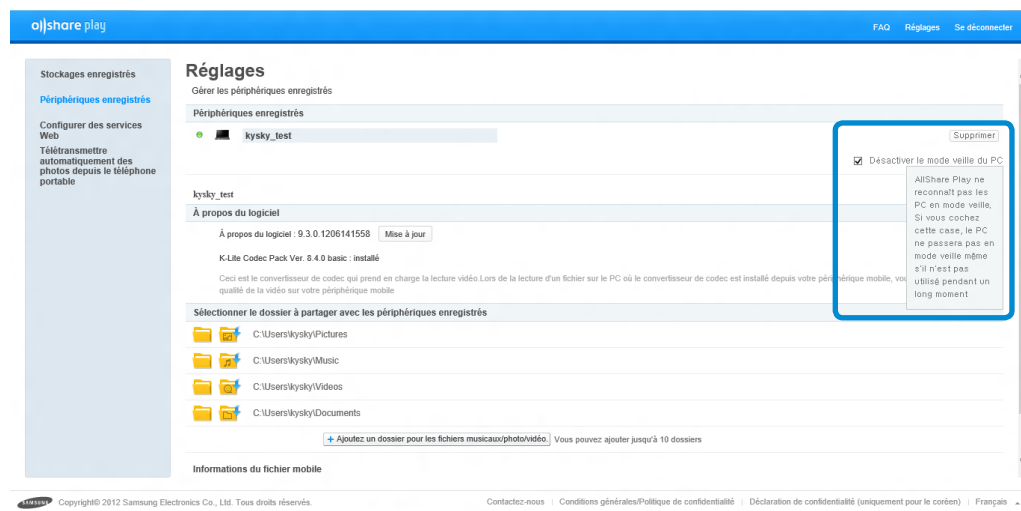 ollshare play
FAQ Réglages Se déconnecter
Stockages enregistrés
Périphériques enregistrés
Configurer des services
Web
Télétransmettre
automatiquement des
photos depuis le téléphone
portable
Réglages
Gérer les périphériques enregistrés
Périphériques enregistrés
kysky_test
Supprimer
Désactiver le mode veille du PC
AllShare Play ne
reconnaît pas les
PC en mode veille,
Si vous cochez
cette case, le PC
ne passera pas en
mode veille même
s'il n'est pas
utilisé pendant un
long moment
kysky_test
À propos du logiciel
À propos du logiciel : 9.3.0.1206141558 Mise à jour
K-Lite Codec Pack Ver. 8.4.0 basic : installé
Ceci est le convertisseur de codec qui prend en charge la lecture vidéo.Lors de la lecture d'un fichier sur le PC où le convertisseur de codec est installé depuis votre périphérique mobile, vou
qualité de la vidéo sur votre périphérique mobile
Sélectionner le dossier à partager avec les périphériques enregistrés
C:\Users\kysky\Pictures
C:\Users\kysky\Music
C:\Users\kysky\Videos
C:\Users\kysky\Documents
+ Ajoutez un dossier pour les fichiers musicaux/photo/vidéo. Vous pouvez ajouter jusqu'à 10 dossiers
Informations du fichier mobile
SAMSUNG Copyright© 2012 Samsung Electronics Co., Ltd. Tous droits réservés.
Contactez-nous | Conditions générales/Politique de confidentialité | Déclaration de confidentialité (uniquement pour le coréen) | Français